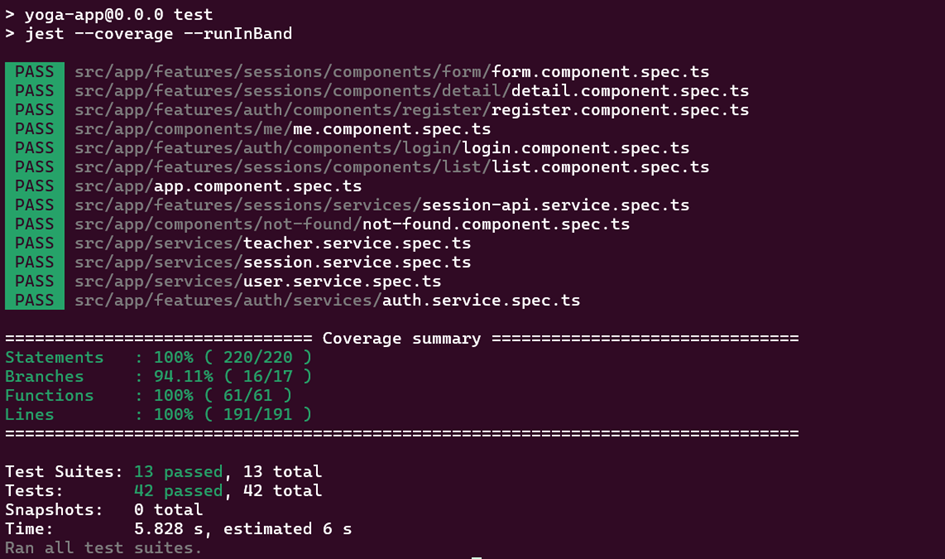 > yoga-app@0.0.0 test
> jest --coverage --runInBand
PASS src/app/features/sessions/components/form/form.component.spec.ts
PASS src/app/features/sessions/components/detail/detail.component.spec.ts
PASS src/app/features/auth/components/register/register.component.spec.ts
PASS src/app/components/me/me.component.spec.ts
PASS src/app/features/auth/components/login/login.component.spec.ts
PASS src/app/features/sessions/components/list/list.component.spec.ts
PASS src/app/app.component.spec.ts
PASS src/app/features/sessions/services/session-api.service.spec.ts
PASS src/app/components/not-found/not-found.component.spec.ts
PASS src/app/services/teacher.service.spec.ts
PASS src/app/services/session.service.spec.ts
PASS src/app/services/user.service.spec.ts
PASS src/app/features/auth/services/auth.service.spec.ts
=============================== Coverage summary ===============================
Statements   : 100% ( 220/220 )
Branches     : 94.11% ( 16/17 )
Functions    : 100% ( 61/61 )
Lines        : 100% ( 191/191 )
================================================================================
Test Suites: 13 passed, 13 total
Tests:       42 passed, 42 total
Snapshots:   0 total
Time:        5.828 s, estimated 6 s
Ran all test suites.